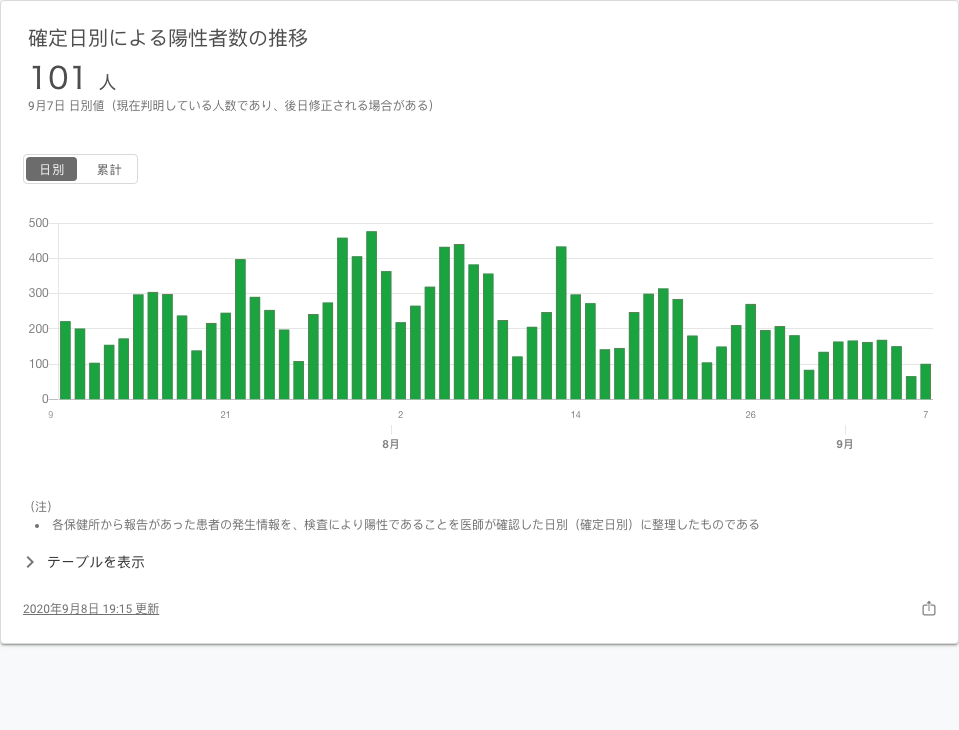 確定日別による陽性者数の推移
101 人
9月7日 日別値（現在判明している人数であり、後日修正される場合がある）
日別 累計
500
400
300
200
100
0
9 21 2 14 26 7
8月 9月
（注）
• 各保健所から報告があった患者の発生情報を、検査により陽性であることを医師が確認した日別（確定日別）に整理したものである
テーブルを表示
2020年9月8日 19:15 更新